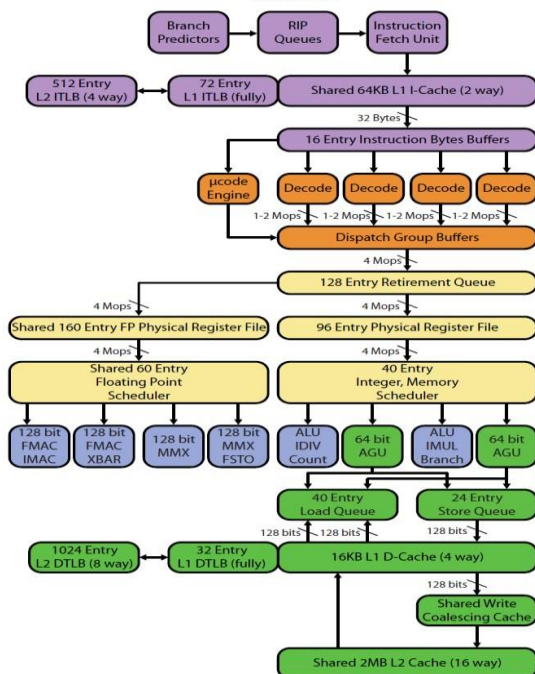 Branch
Predictors
RIP
Queues
Instruction
Fetch Unit
512 Entry
L2 ITLB (4 way)
72 Entry
L1 ITLB (fully)
Shared 64KB L1 I-Cache (2 way)
32 Bytes
16 Entry Instruction Bytes Buffers
μcode
Engine
Decode
Decode
Decode
Decode
1-2 Mops
1-2 Mops
1-2 Mops
1-2 Mops
Dispatch Group Buffers
4 Mops
128 Entry Retirement Queue
4 Mops
4 Mops
Shared 160 Entry FP Physical Register File
96 Entry Physical Register File
4 Mops
4 Mops
Shared 60 Entry
Floating Point
Scheduler
40 Entry
Integer, Memory
Scheduler
128 bit
FMAC
IMAC
128 bit
FMAC
XBAR
128 bit
MMX
128 bit
MMX
FSTO
ALU
IDIV
Count
64 bit
AGU
ALU
IMUL
Branch
64 bit
AGU
40 Entry
Load Queue
24 Entry
Store Queue
128 bits
128 bits
128 bits
1024 Entry
L2 DTLB (8 way)
32 Entry
L1 DTLB (fully)
16KB L1 D-Cache (4 way)
128 bits
Shared Write
Coalescing Cache
Shared 2MB L2 Cache (16 way)